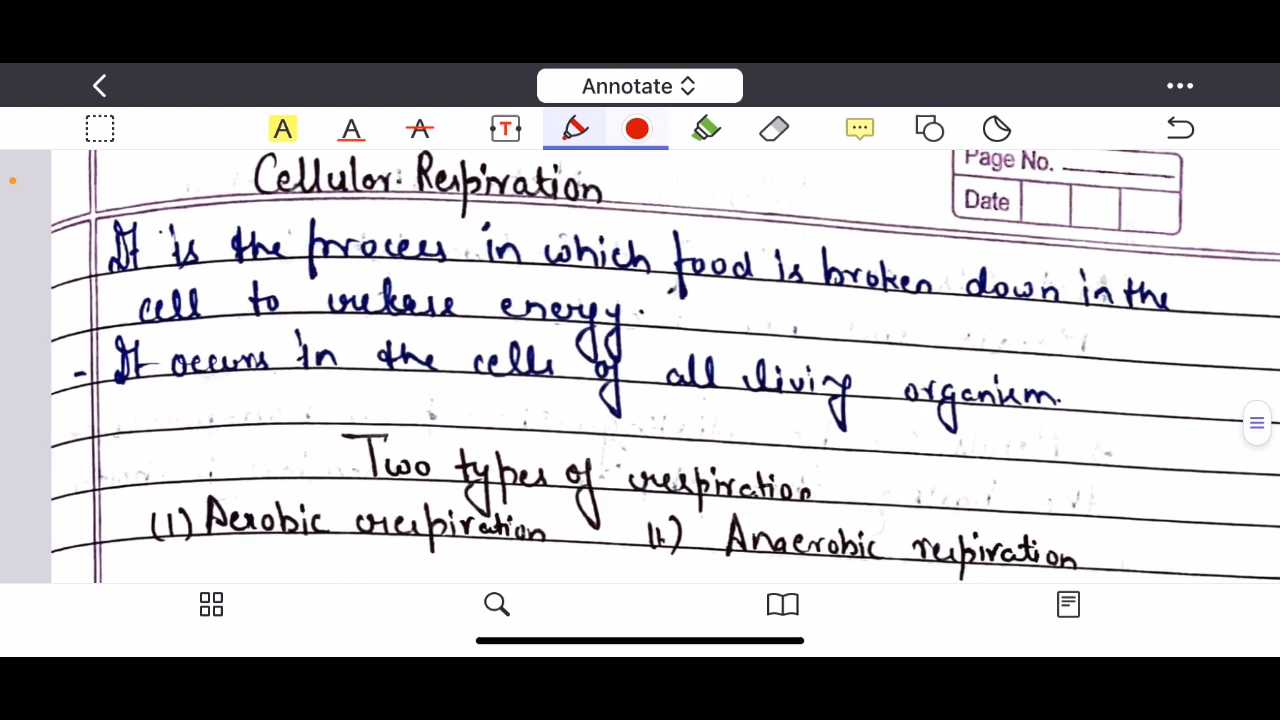 Annotate
A A A T
Page No.
Date
Cellular Respiration
It is the process in which food is broken down in the
cell to release energy.
- It occurs in the cells of all living organism.
Two types of respiration
(I) Aerobic respiration II) Anaerobic respiration